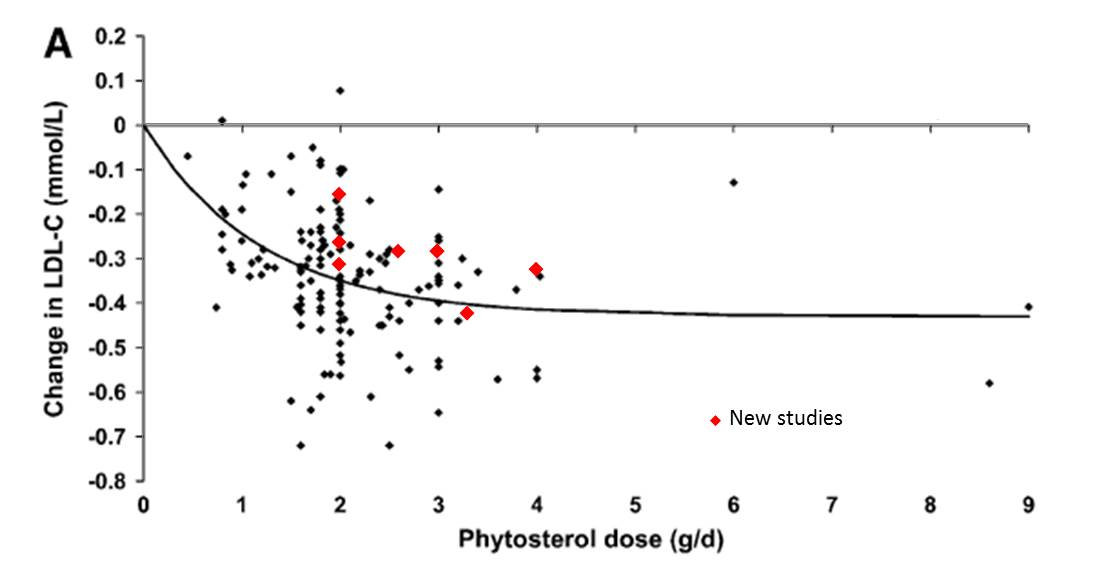 A
0.2
0.1
0
-0.1
-0.2
-0.3
-0.4
-0.5
-0.6
-0.7
-0.8
Change in LDL-C (mmol/L)
New studies
0 1 2 3 4 5 6 7 8 9
Phytosterol dose (g/d)